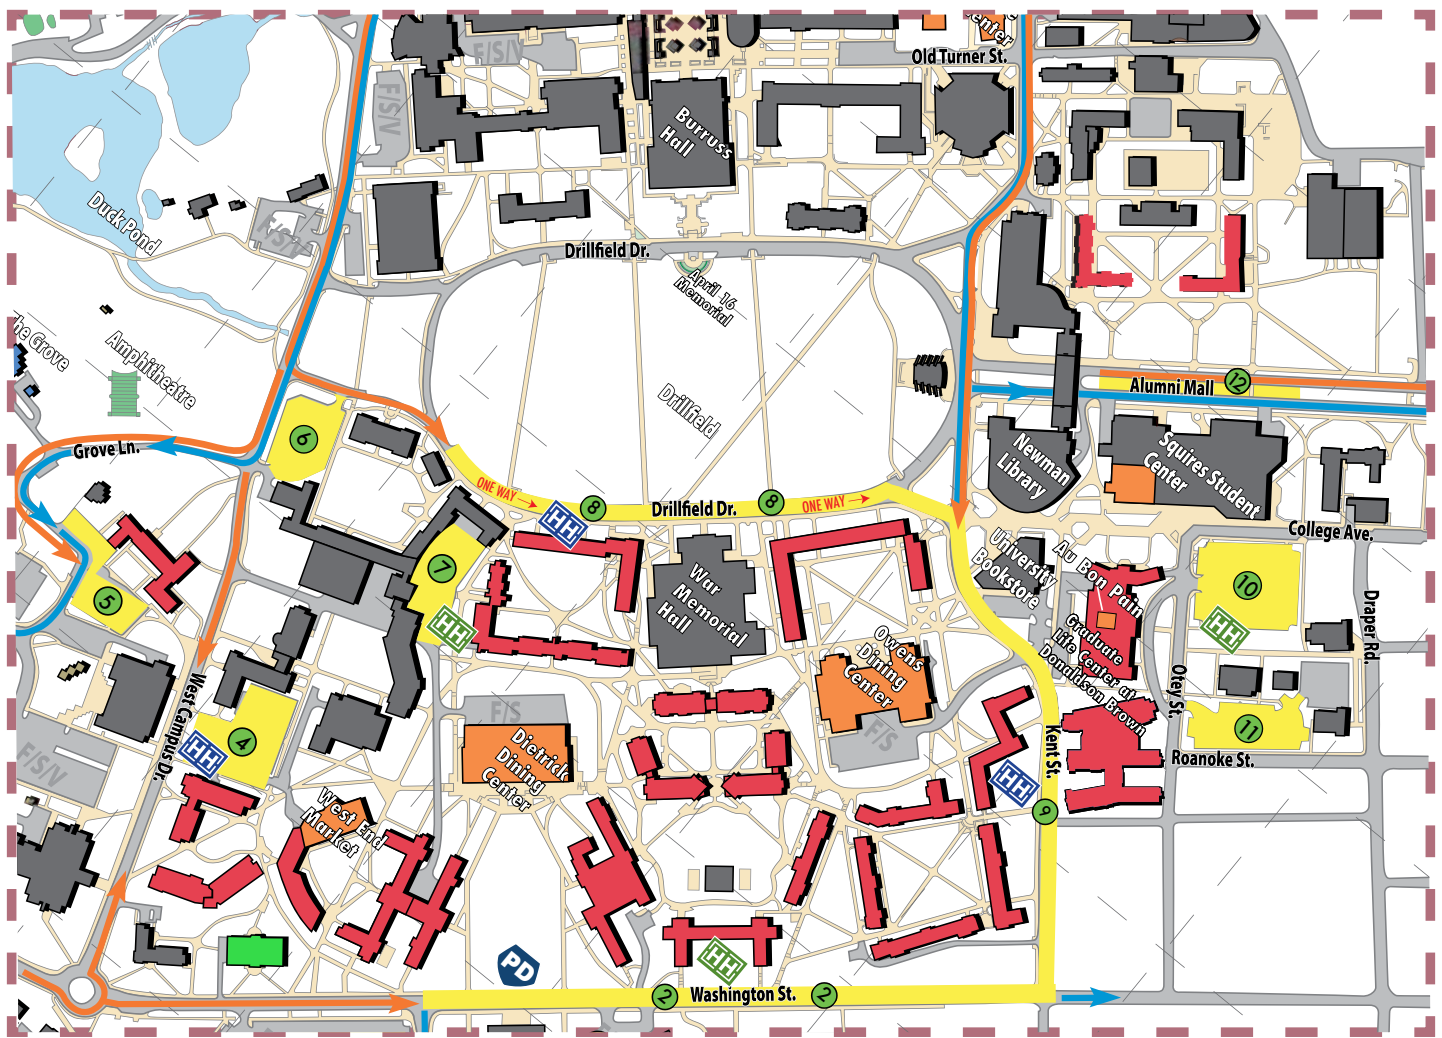 F/S/V
Center
Old Turner St.
F/S/V
Burruss
Hall
Duck Pond
F/S/V
Drillfield Dr.
April 16
Memorial
The Grove
Amphitheatre
Drillfield
Alumni Mall
12
Grove Ln.
6
Newman
Library
Squires Student
Center
ONE WAY
HH
8
Drillfield Dr.
8
ONE WAY
College Ave.
University
Bookstore
Au Bon Pain
7
War
Memorial
Hall
10
5
HH
Graduate
Life Center at
Donaldson Brown
HH
Draper Rd.
Owens
Dining
Center
Otey St.
West Campus Dr.
F/S
F/S
11
4
HH
F/S/V
Dietrick
Dining
Center
Kent St.
Roanoke St.
HH
9
West End
Market
PD
HH
2
Washington St.
2